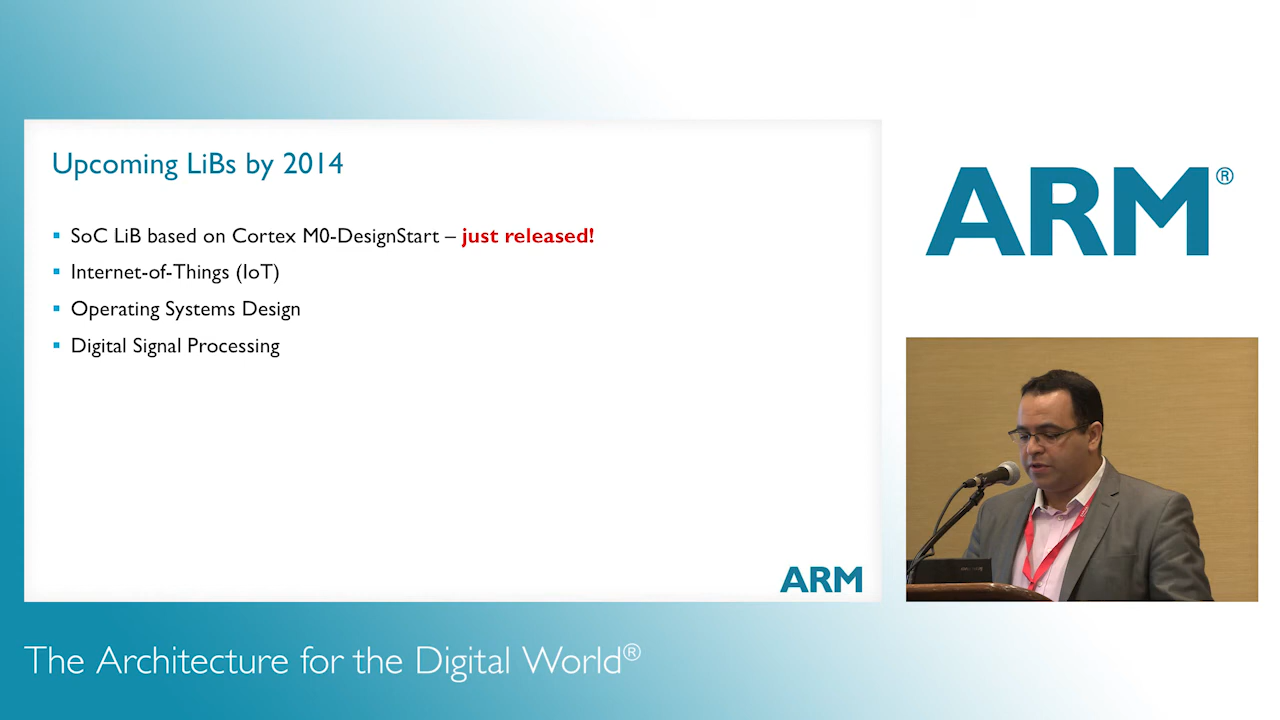 Upcoming LiBs by 2014
▪ SoC LiB based on Cortex M0-DesignStart – just released!
▪ Internet-of-Things (IoT)
▪ Operating Systems Design
▪ Digital Signal Processing
ARM
ARM®
The Architecture for the Digital World®